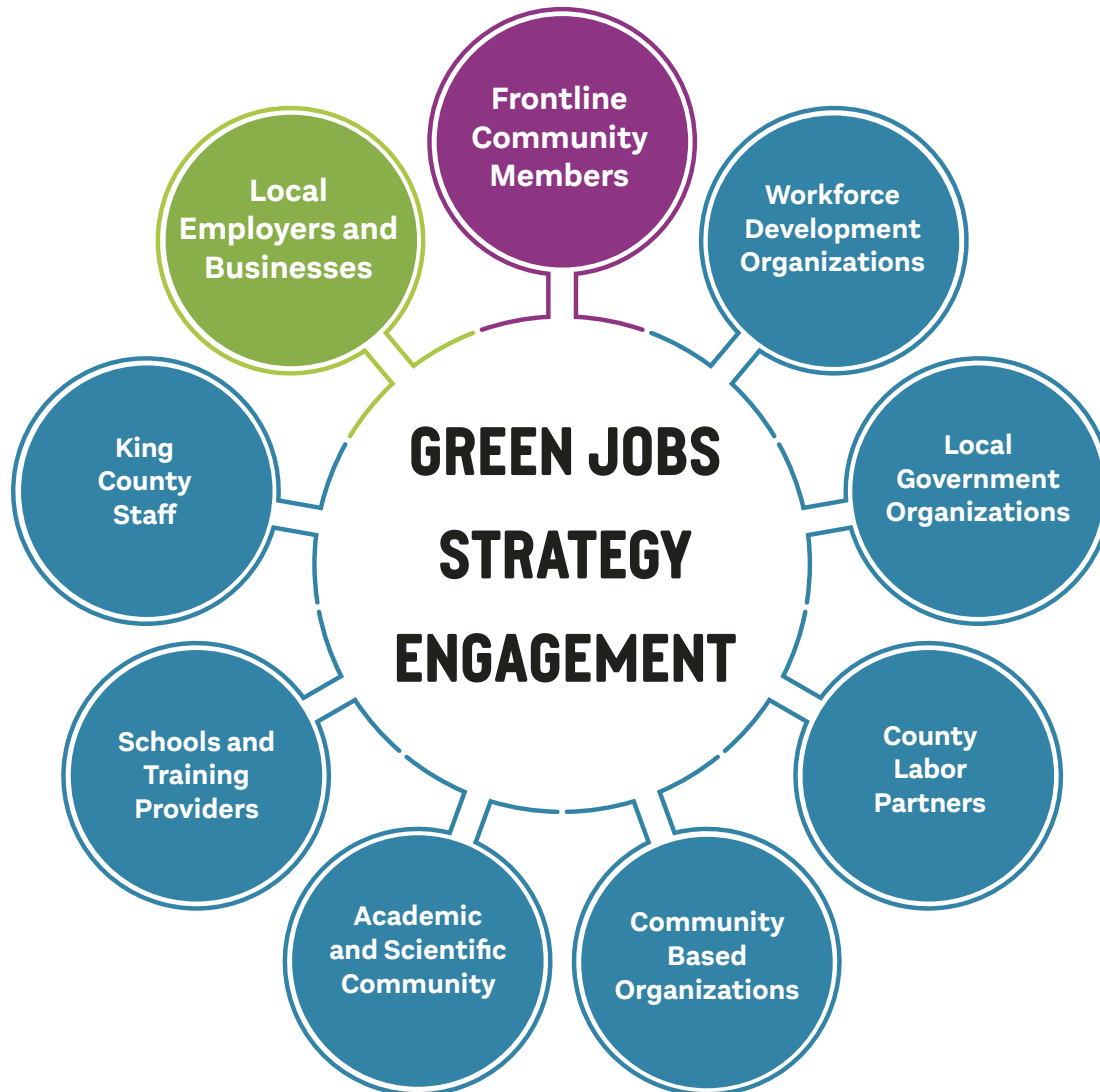 Frontline
Community
Members
Workforce
Development
Organizations
Local
Government
Organizations
County
Labor
Partners
Community
Based
Organizations
Academic
and Scientific
Community
Schools and
Training
Providers
King
County
Staff
Local
Employers and
Businesses
GREEN JOBS
STRATEGY
ENGAGEMENT